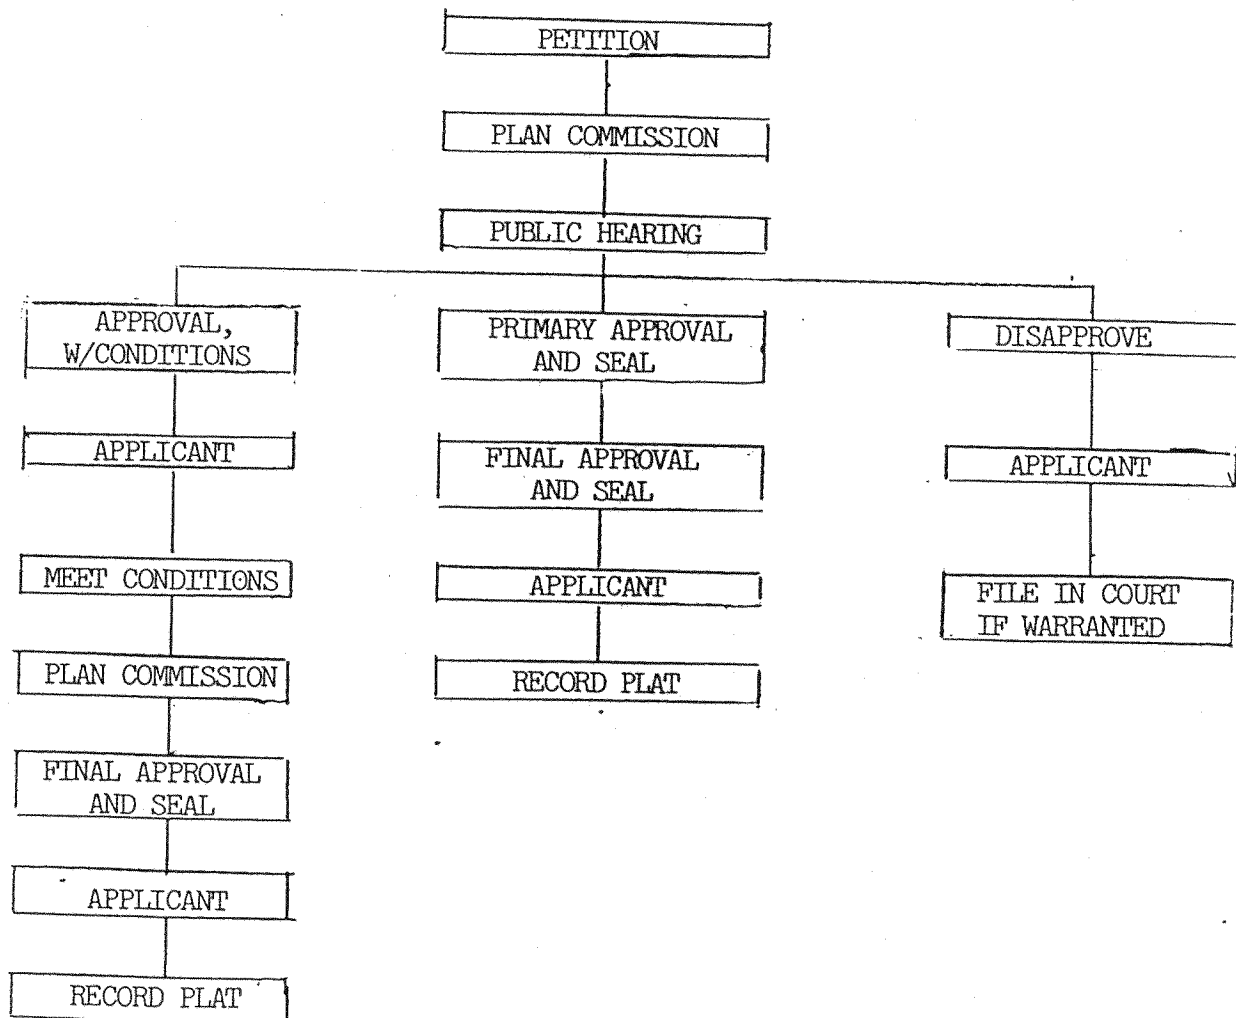 PETITION
PLAN COMMISSION
PUBLIC HEARING
APPROVAL,
W/CONDITIONS
APPLICANT
MEET CONDITIONS
PLAN COMMISSION
FINAL APPROVAL
AND SEAL
APPLICANT
RECORD PLAT
PRIMARY APPROVAL
AND SEAL
FINAL APPROVAL
AND SEAL
APPLICANT
RECORD PLAT
DISAPPROVE
APPLICANT
FILE IN COURT
IF WARRANTED